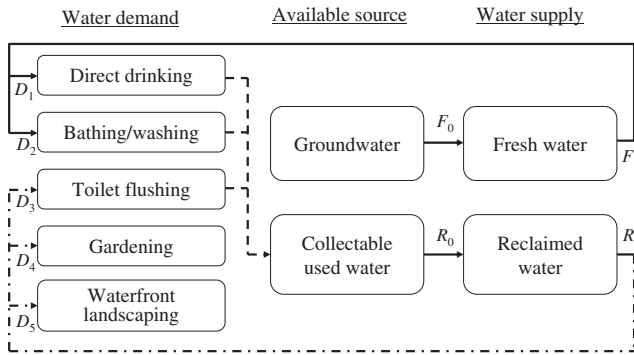 Water demand
Available source
Water supply
Direct drinking
D1
Bathing/washing
D2
Groundwater
F0
Fresh water
F
Toilet flushing
D3
Gardening
D4
Collectable
used water
R0
Reclaimed
water
R
Waterfront
landscaping
D5